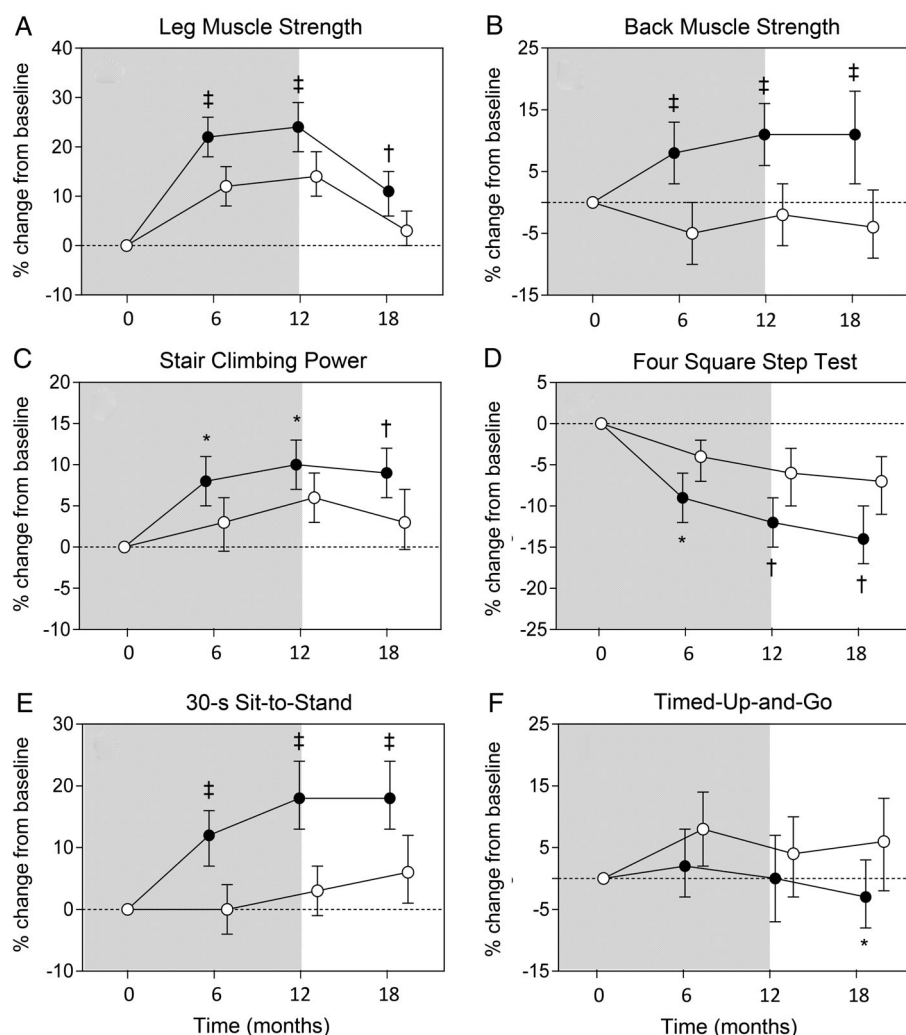 A Leg Muscle Strength
% change from baseline
40
30
20
10
0
-10
‡ ‡ †
0 6 12 18
B Back Muscle Strength
% change from baseline
25
15
5
-5
-15
‡ ‡ ‡
0 6 12 18
C Stair Climbing Power
% change from baseline
20
15
10
5
0
-5
-10
* * †
0 6 12 18
D Four Square Step Test
% change from baseline
5
0
-5
-10
-15
-20
-25
* † †
0 6 12 18
E 30-s Sit-to-Stand
% change from baseline
30
20
10
0
-10
‡ ‡ ‡
0 6 12 18
Time (months)
F Timed-Up-and-Go
% change from baseline
25
15
5
-5
-15
*
0 6 12 18
Time (months)